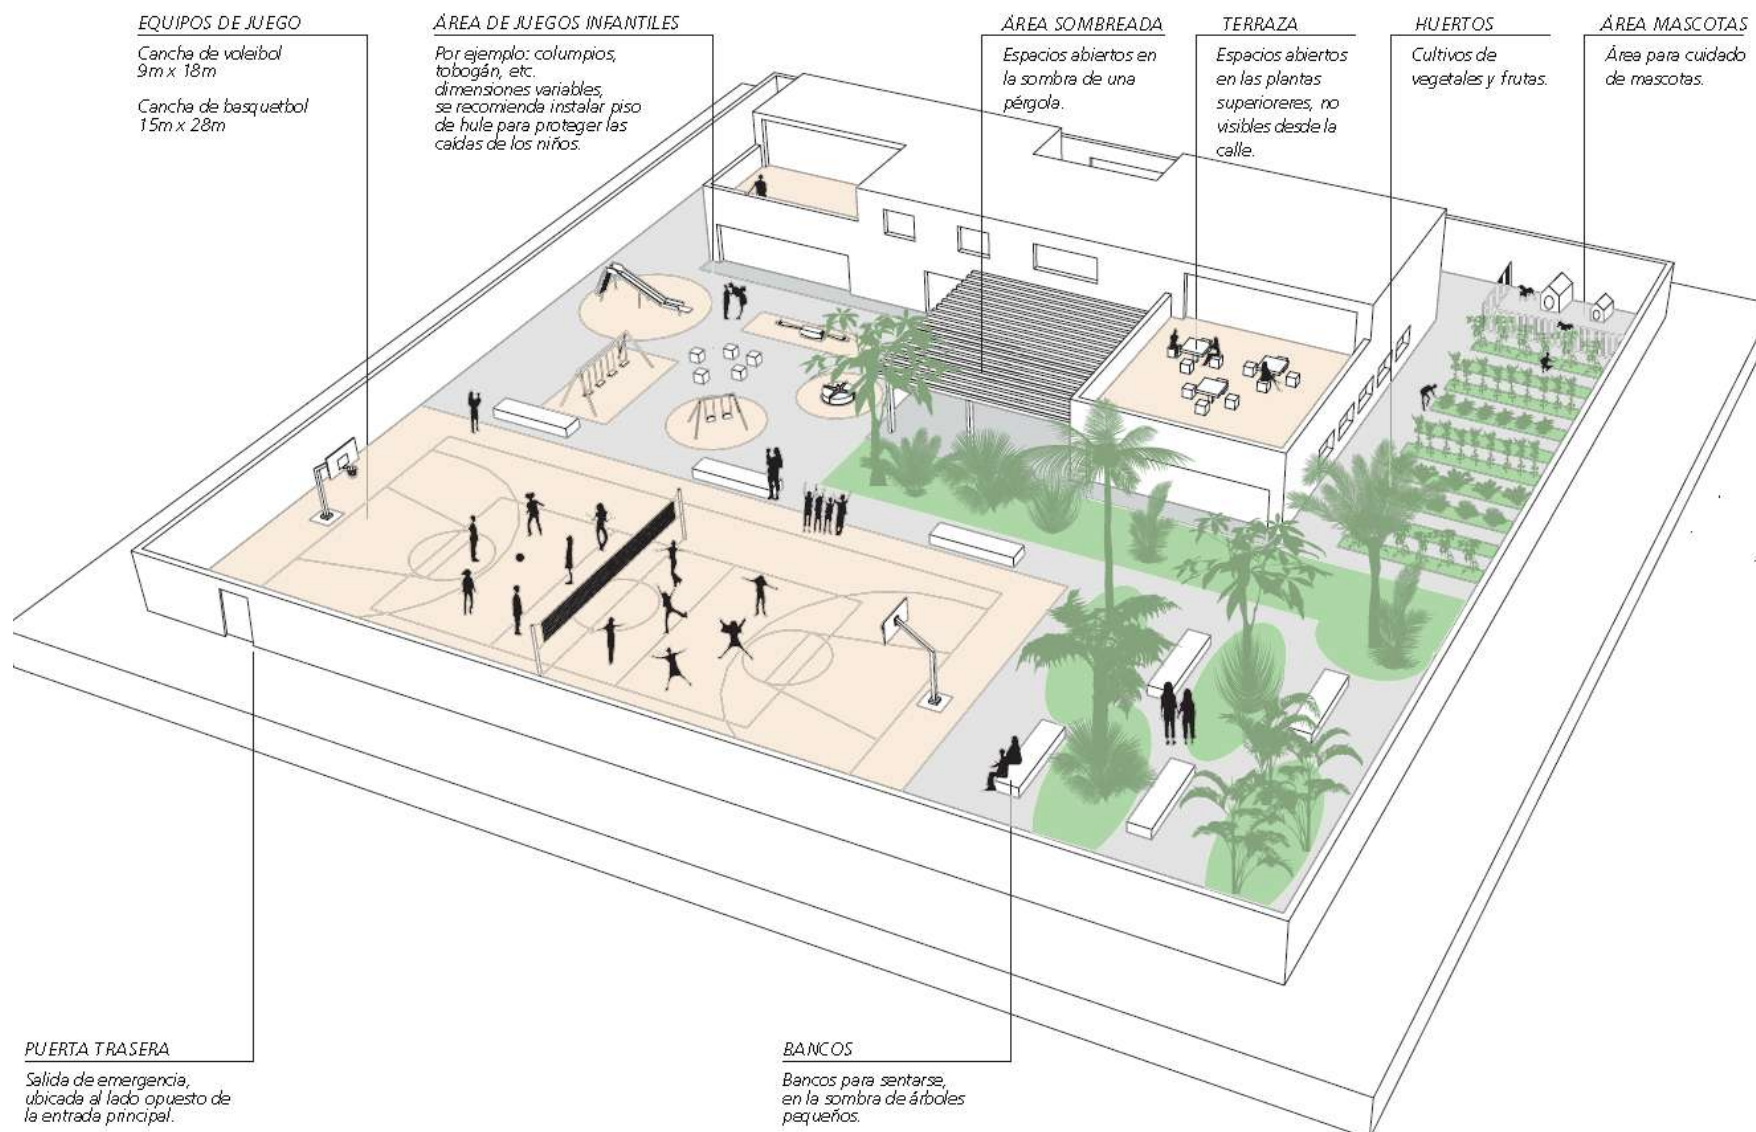 EQUIPOS DE JUEGO
Cancha de voleibol
9m x 18m
Cancha de basquetbol
15m x 28m
ÁREA DE JUEGOS INFANTILES
Por ejemplo: columpios,
tobogán, etc.
dimensiones variables,
se recomienda instalar piso
de hule para proteger las
caídas de los niños.
ÁREA SOMBREADA
Espacios abiertos en
la sombra de una
pérgola.
TERRAZA
Espacios abiertos
en las plantas
superioreres, no
visibles desde la
calle.
HUERTOS
Cultivos de
vegetales y frutas.
ÁREA MASCOTAS
Área para cuidado
de mascotas.
PUERTA TRASERA
Salida de emergencia,
ubicada al lado opuesto de
la entrada principal.
BANCOS
Bancos para sentarse,
en la sombra de árboles
pequeños.